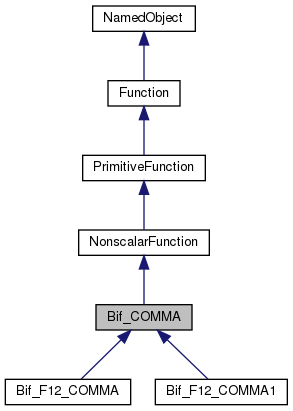 NamedObject
Function
PrimitiveFunction
NonscalarFunction
Bif_COMMA
Bif_F12_COMMA
Bif_F12_COMMA1